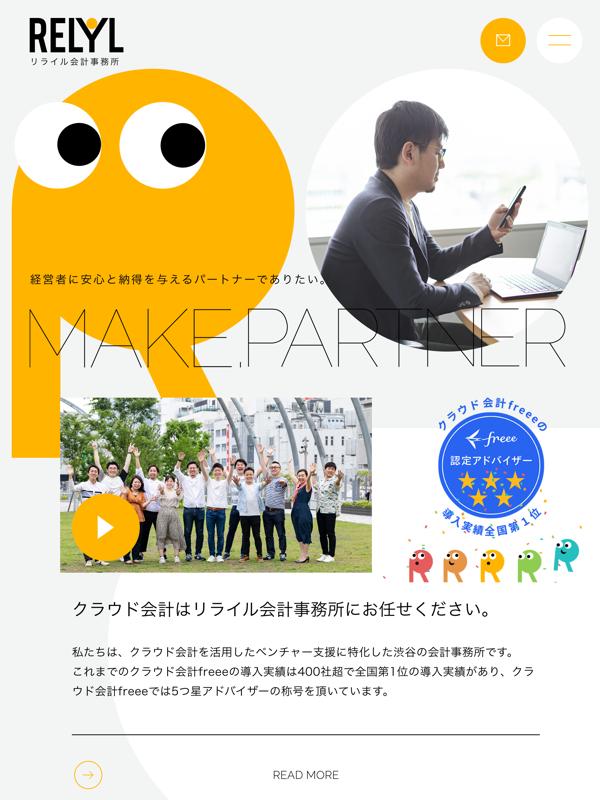 RELYL
リライル会計事務所
経営者に安心と納得を与えるパートナーでありたい。
MAKE.PARTNER
クラウド会計freeeの
freee
認定アドバイザー
導入実績全国第1位
クラウド会計はリライル会計事務所にお任せください。
私たちは、クラウド会計を活用したベンチャー支援に特化した渋谷の会計事務所です。
これまでのクラウド会計freeeの導入実績は400社超で全国第1位の導入実績があり、クラ
ウド会計freeeでは5つ星アドバイザーの称号を頂いています。
READ MORE